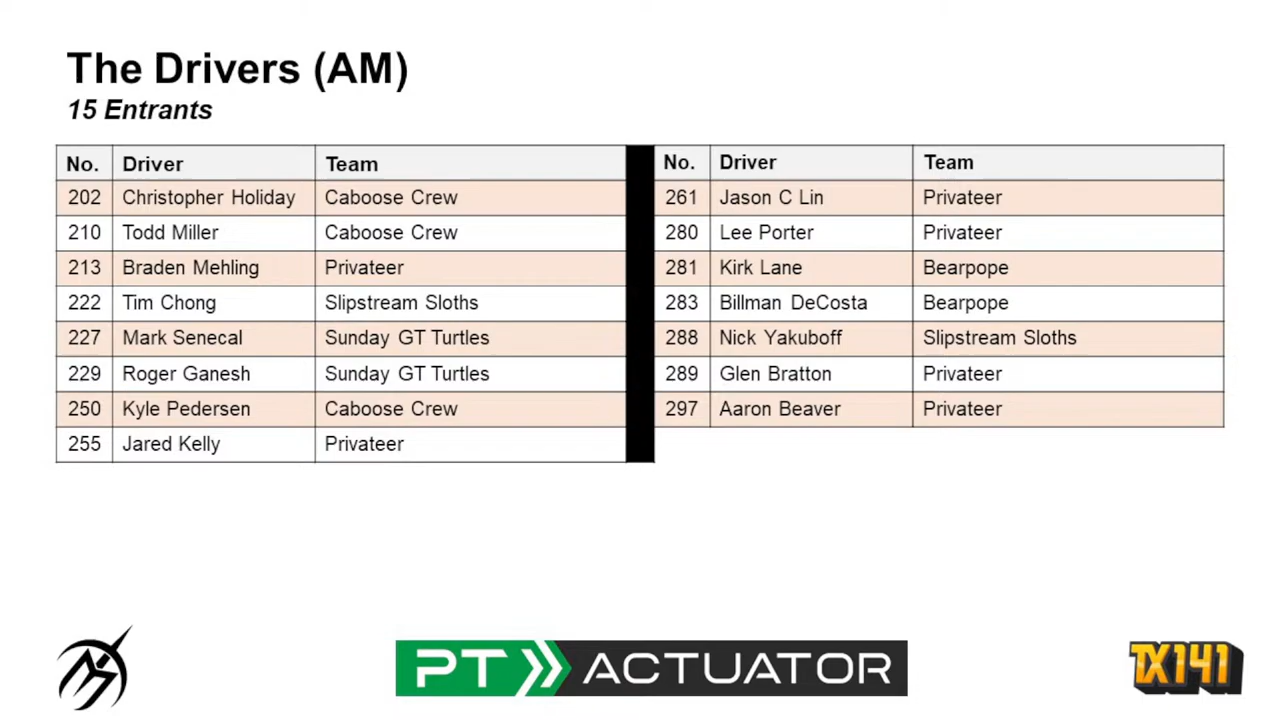 The Drivers (AM)
15 Entrants
No. Driver Team
202 Christopher Holiday Caboose Crew
210 Todd Miller Caboose Crew
213 Braden Mehling Privateer
222 Tim Chong Slipstream Sloths
227 Mark Senecal Sunday GT Turtles
229 Roger Ganesh Sunday GT Turtles
250 Kyle Pedersen Caboose Crew
255 Jared Kelly Privateer
No. Driver Team
261 Jason C Lin Privateer
280 Lee Porter Privateer
281 Kirk Lane Bearpope
283 Billman DeCosta Bearpope
288 Nick Yakuboff Slipstream Sloths
289 Glen Bratton Privateer
297 Aaron Beaver Privateer
PT ACTUATOR
TX141